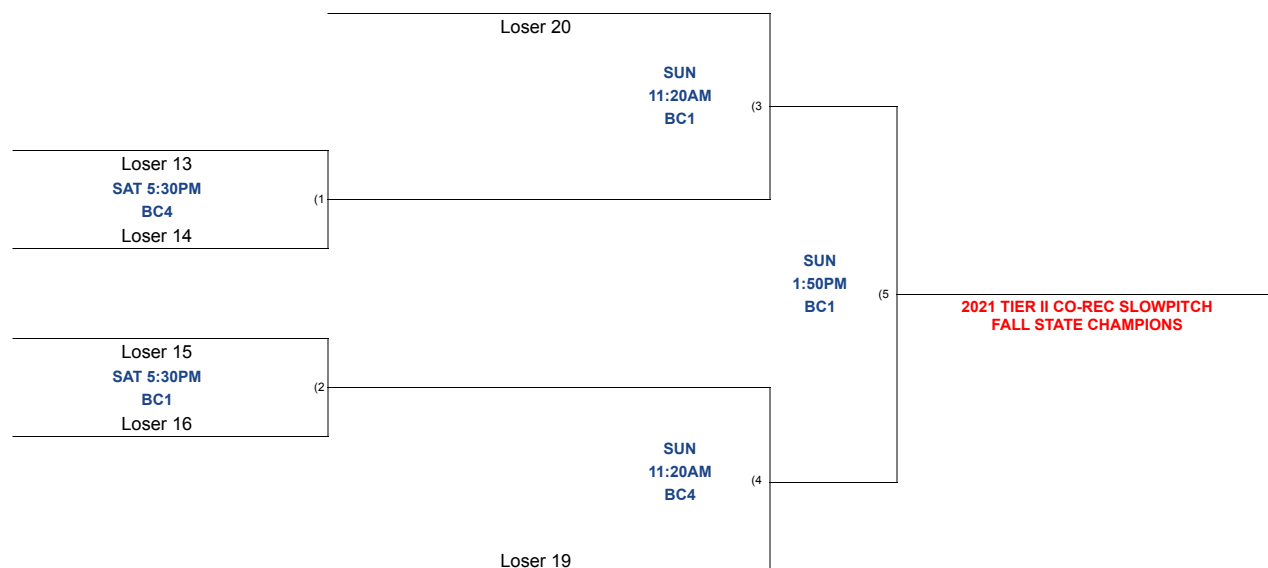 Loser 20
SUN
11:20AM
BC1
(3
Loser 13
SAT 5:30PM
BC4
(1
Loser 14
SUN
1:50PM
BC1
(5
2021 TIER II CO-REC SLOWPITCH
FALL STATE CHAMPIONS
Loser 15
SAT 5:30PM
BC1
(2
Loser 16
SUN
11:20AM
BC4
(4
Loser 19